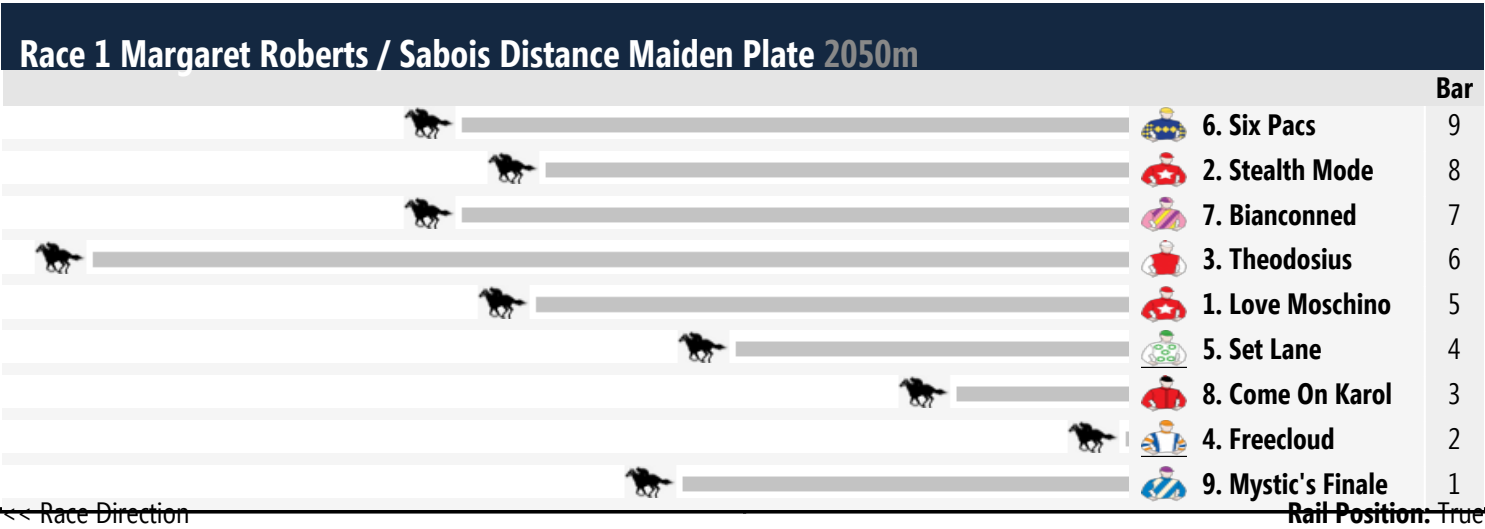 Race 1 Margaret Roberts / Sabois Distance Maiden Plate 2050m
Bar
6. Six Pacs 9
2. Stealth Mode 8
7. Bianconned 7
3. Theodosius 6
1. Love Moschino 5
5. Set Lane 4
8. Come On Karol 3
4. Freecloud 2
9. Mystic's Finale 1
<< Race Direction Rail Position: True